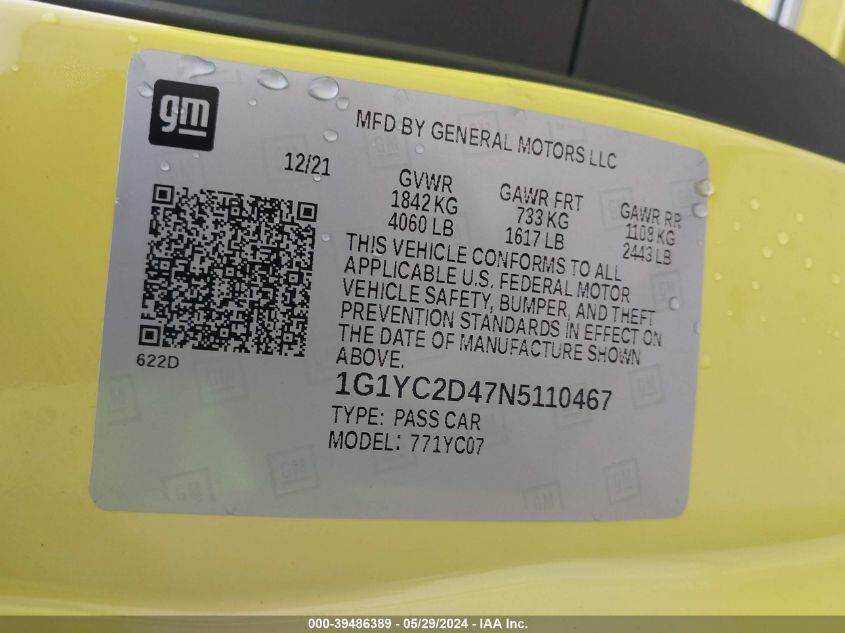 gm
MFD BY GENERAL MOTORS LLC
12/21
GVWR
1842 KG
4060 LB
GAWR FRT
733 KG
1617 LB
GAWR RR
1108 KG
2443 LB
THIS VEHICLE CONFORMS TO ALL
APPLICABLE U.S. FEDERAL MOTOR
VEHICLE SAFETY, BUMPER, AND THEFT
PREVENTION STANDARDS IN EFFECT ON
THE DATE OF MANUFACTURE SHOWN
ABOVE.
622D
1G1YC2D47N5110467
TYPE: PASS CAR
MODEL: 771YC07
000-39486389 - 05/29/2024 - IAA Inc.